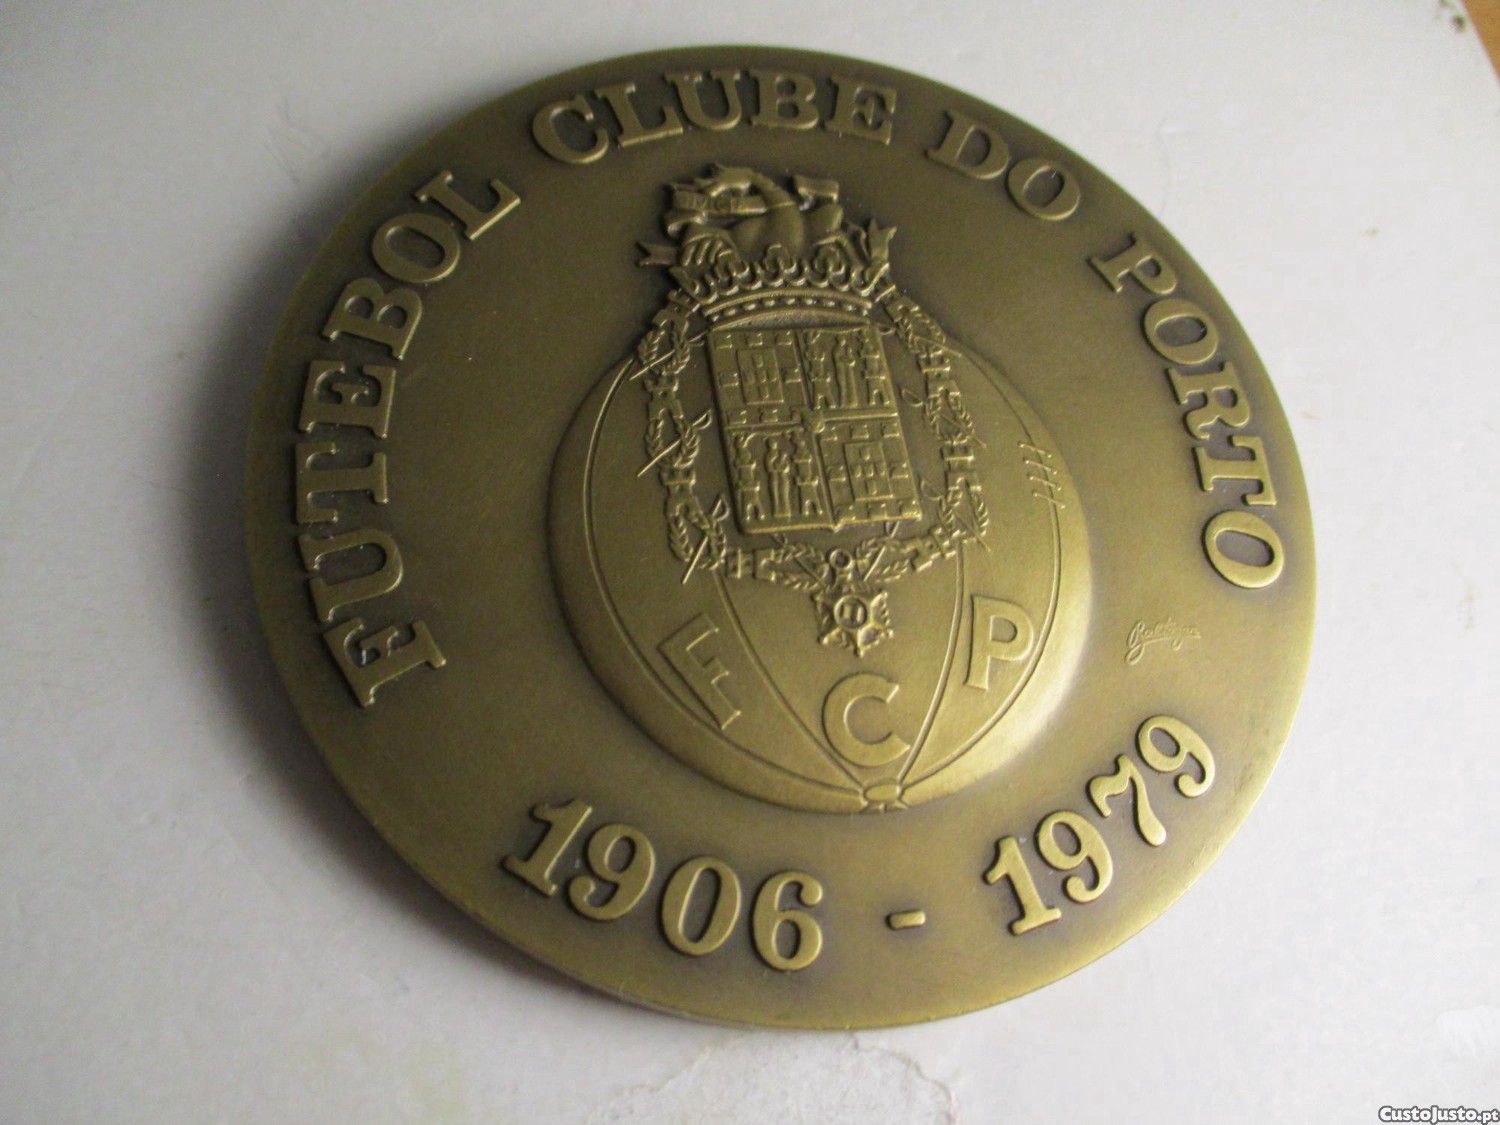 FUTEBOL CLUBE DO PORTO
F C P
1906 - 1979
CustoJusto.pt